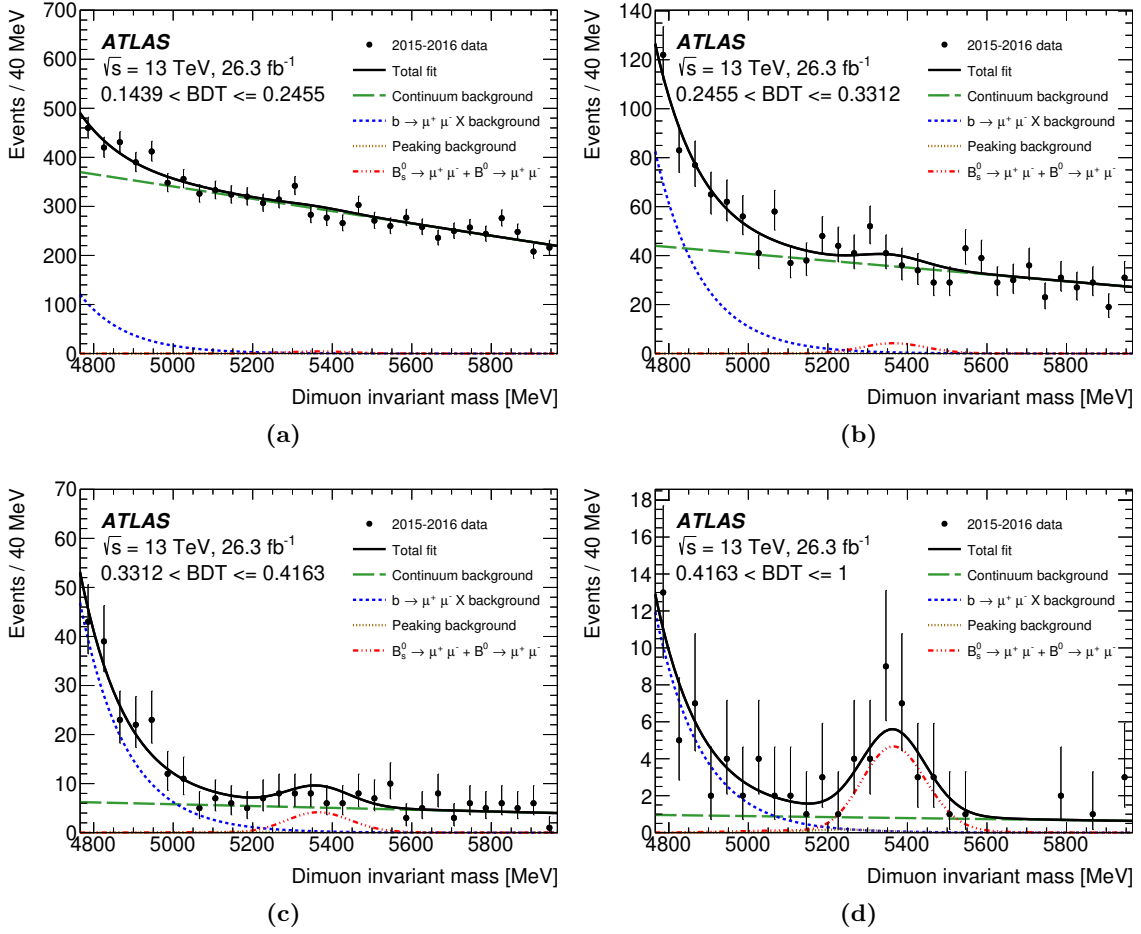 700
600
500
400
300
200
100
0
Events / 40 MeV
ATLAS
√s = 13 TeV, 26.3 fb⁻¹
0.1439 < BDT <= 0.2455
2015-2016 data
Total fit
Continuum background
b → μ⁺ μ⁻ X background
Peaking background
B⁰ₛ → μ⁺ μ⁻ + B⁰ → μ⁺ μ⁻
4800 5000 5200 5400 5600 5800
Dimuon invariant mass [MeV]
(a)
140
120
100
80
60
40
20
0
Events / 40 MeV
ATLAS
√s = 13 TeV, 26.3 fb⁻¹
0.2455 < BDT <= 0.3312
2015-2016 data
Total fit
Continuum background
b → μ⁺ μ⁻ X background
Peaking background
B⁰ₛ → μ⁺ μ⁻ + B⁰ → μ⁺ μ⁻
4800 5000 5200 5400 5600 5800
Dimuon invariant mass [MeV]
(b)
70
60
50
40
30
20
10
0
Events / 40 MeV
ATLAS
√s = 13 TeV, 26.3 fb⁻¹
0.3312 < BDT <= 0.4163
2015-2016 data
Total fit
Continuum background
b → μ⁺ μ⁻ X background
Peaking background
B⁰ₛ → μ⁺ μ⁻ + B⁰ → μ⁺ μ⁻
4800 5000 5200 5400 5600 5800
Dimuon invariant mass [MeV]
(c)
18
16
14
12
10
8
6
4
2
0
Events / 40 MeV
ATLAS
√s = 13 TeV, 26.3 fb⁻¹
0.4163 < BDT <= 1
2015-2016 data
Total fit
Continuum background
b → μ⁺ μ⁻ X background
Peaking background
B⁰ₛ → μ⁺ μ⁻ + B⁰ → μ⁺ μ⁻
4800 5000 5200 5400 5600 5800
Dimuon invariant mass [MeV]
(d)